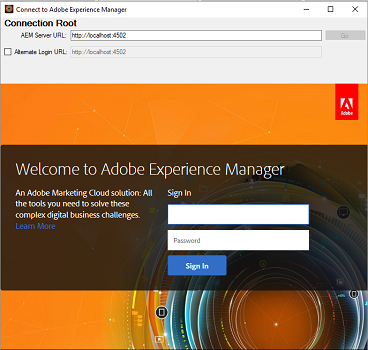 Connect to Adobe Experience Manager
Connection Root
AEM Server URL: http://localhost:4502 Go
Alternate Login URL: http://localhost:4502
Adobe
Welcome to Adobe Experience Manager
An Adobe Marketing Cloud solution: All
the tools you need to solve these
complex digital business challenges.
Learn More
Sign In
Password
Sign In